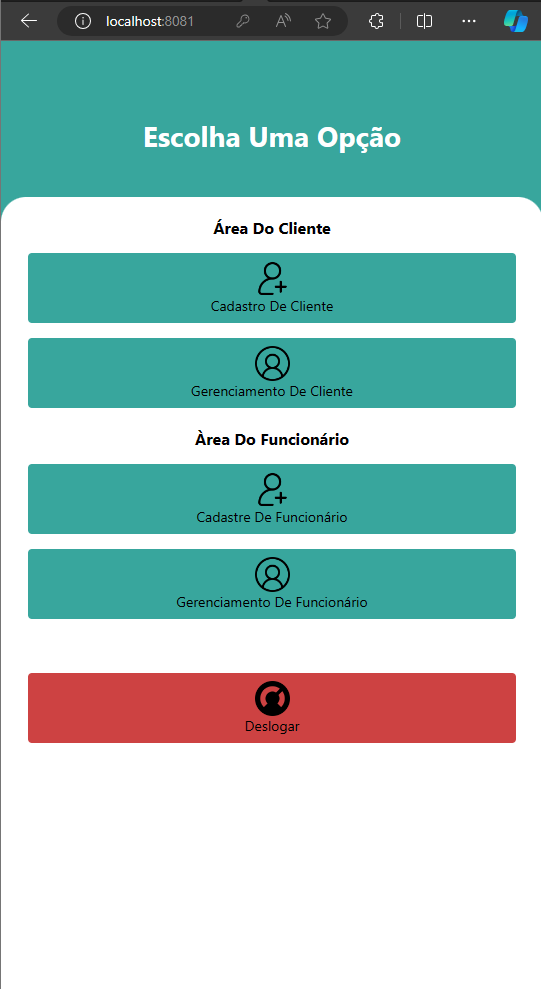 localhost:8081
Escolha Uma Opção
Área Do Cliente
Cadastro De Cliente
Gerenciamento De Cliente
Àrea Do Funcionário
Cadastre De Funcionário
Gerenciamento De Funcionário
Deslogar